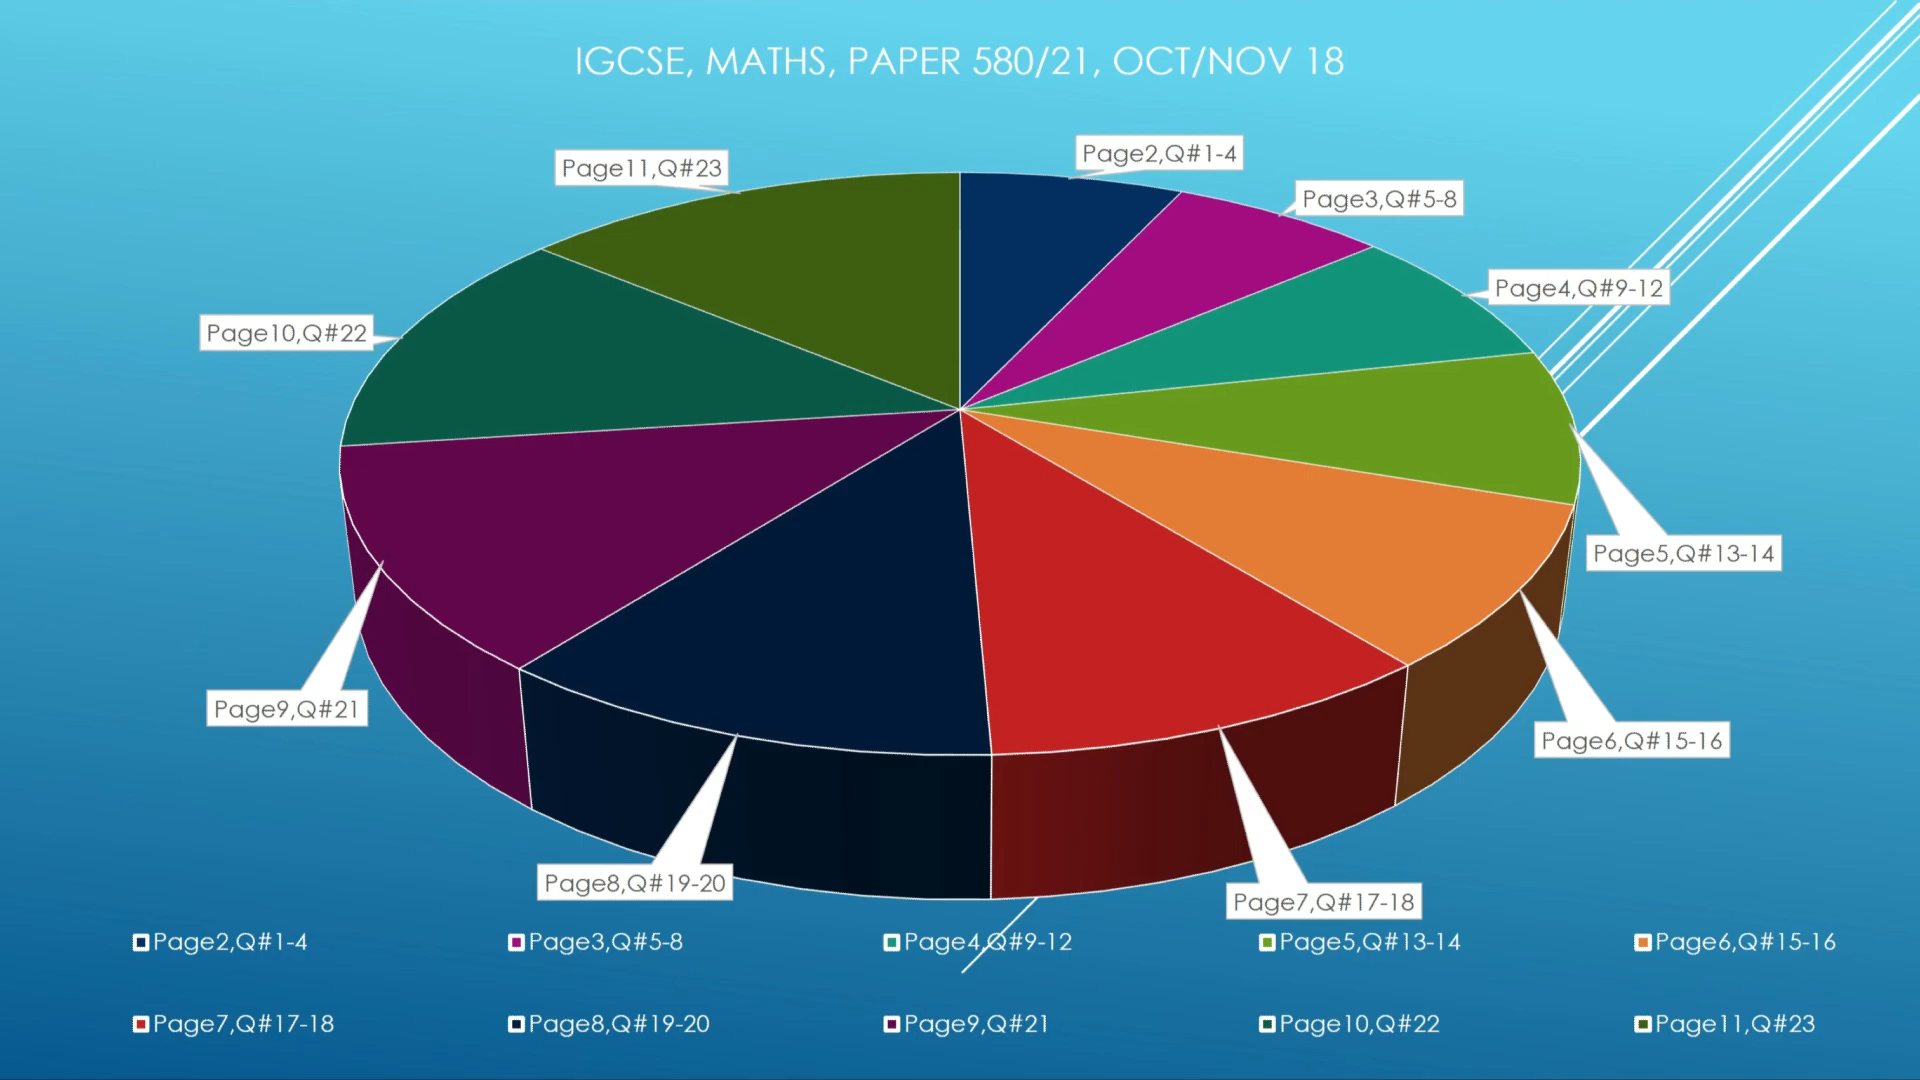 IGCSE, MATHS, PAPER 580/21, OCT/NOV 18
Page11,Q#23
Page2,Q#1-4
Page3,Q#5-8
Page4,Q#9-12
Page10,Q#22
Page5,Q#13-14
Page9,Q#21
Page6,Q#15-16
Page8,Q#19-20
Page7,Q#17-18
Page2,Q#1-4
Page3,Q#5-8
Page4,Q#9-12
Page5,Q#13-14
Page6,Q#15-16
Page7,Q#17-18
Page8,Q#19-20
Page9,Q#21
Page10,Q#22
Page11,Q#23